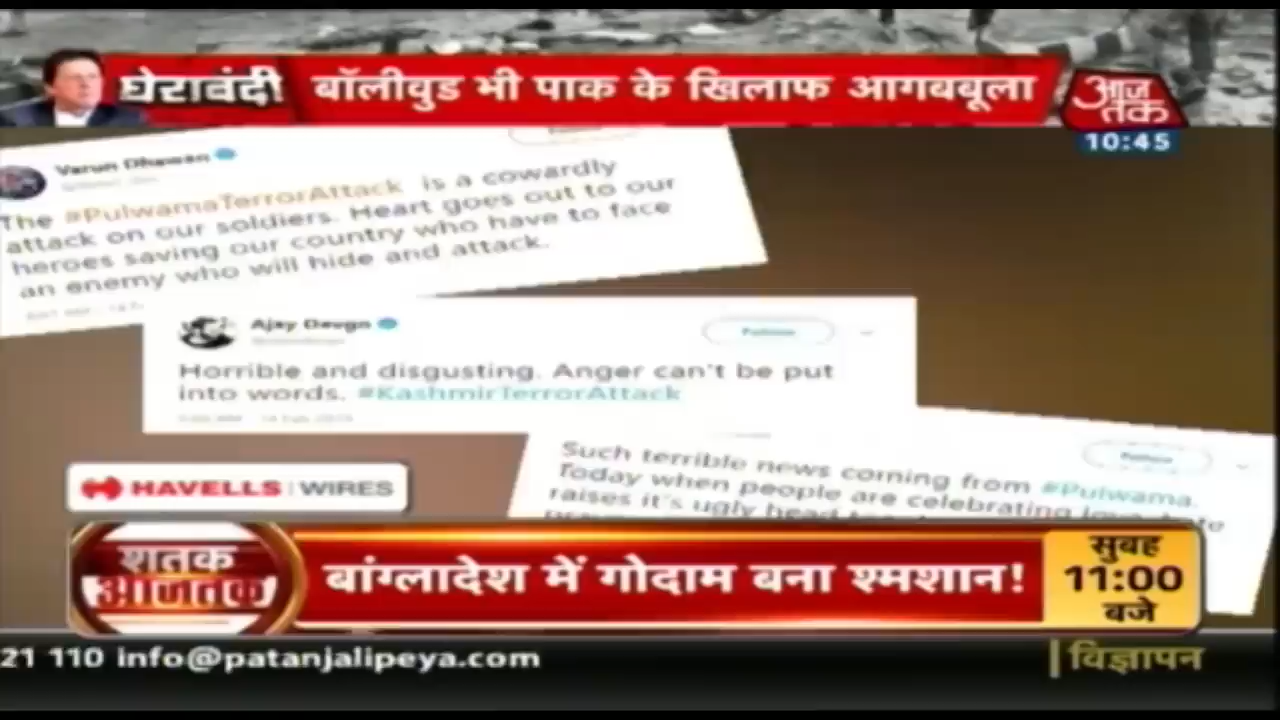 घेराबंदी
बॉलीवुड भी पाक के खिलाफ आगबबूला
आज
तक
10:45
Varun Dhawan
The #PulwamaTerrorAttack is a cowardly
attack on our soldiers. Heart goes out to our
heroes saving our country who have to face
an enemy who will hide and attack.
Ajay Devgn
Follow
Horrible and disgusting. Anger can't be put
into words. #KashmirTerrorAttack
Follow
Such terrible news coming from #Pulwama.
Today when people are celebrating love, hate
raises it's ugly head
HAVELLS WIRES
शतक
आजतक
बांग्लादेश में गोदाम बना श्मशान!
सुबह
11:00
बजे
21 110 info@patanjalipeya.com
विज्ञापन